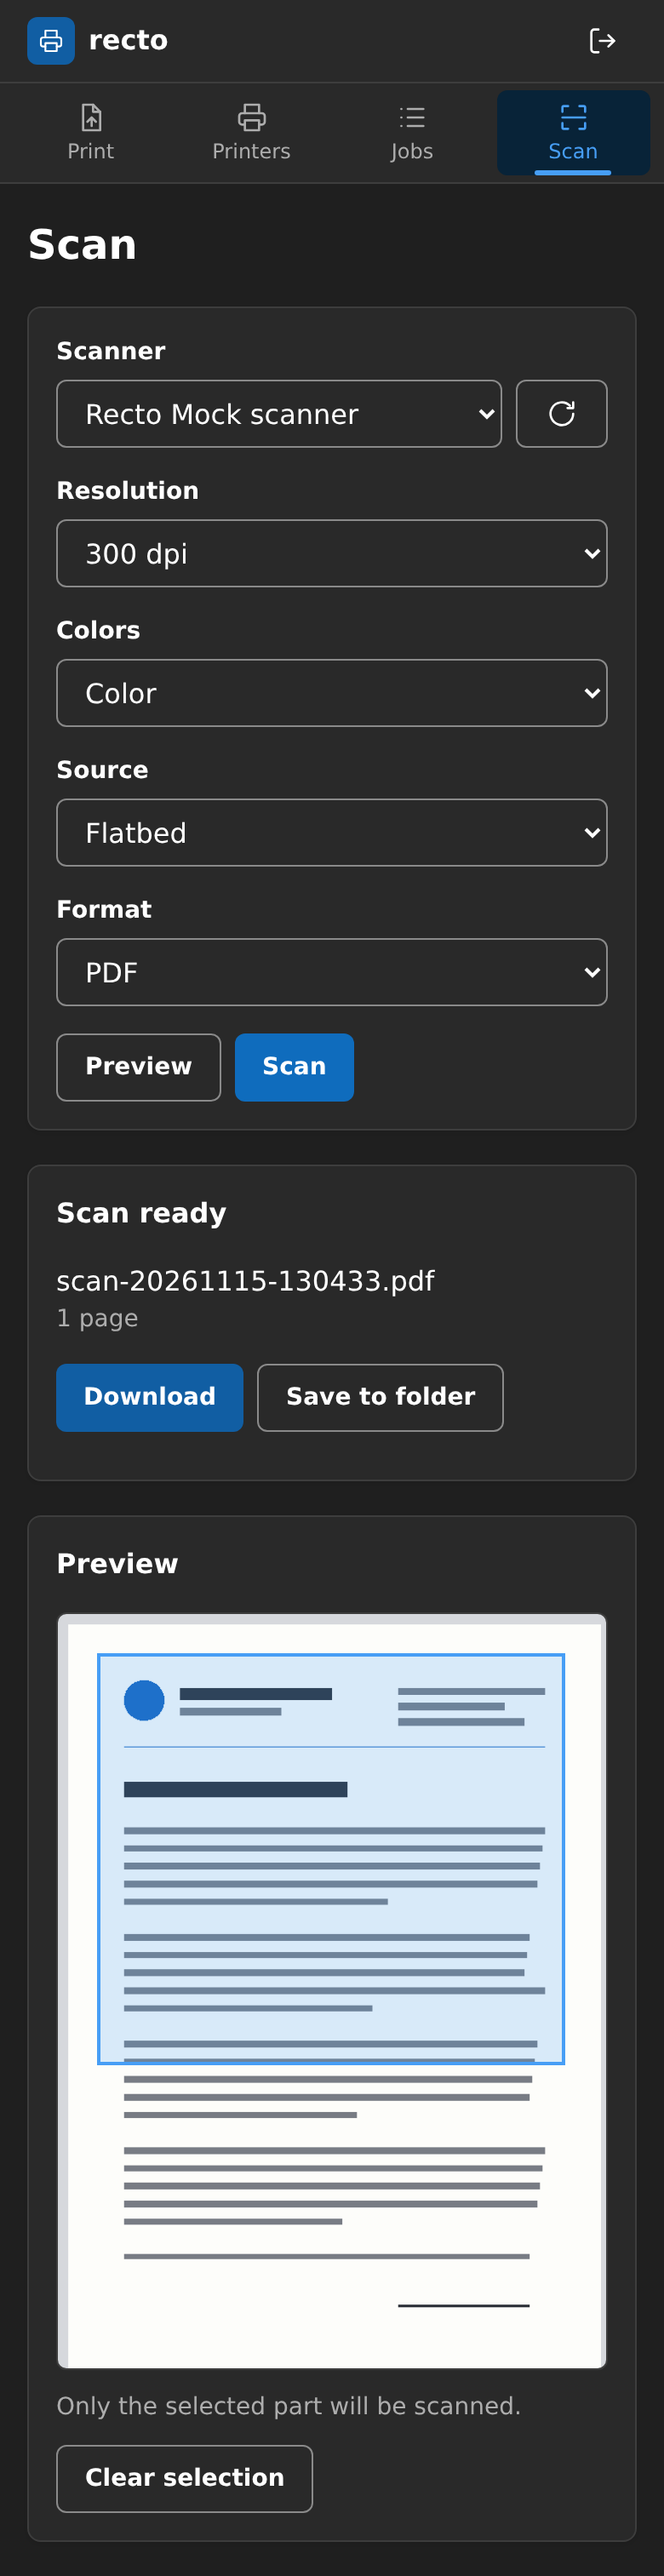 recto
Print
Printers
Jobs
Scan
Scan
Scanner
Recto Mock scanner
Resolution
300 dpi
Colors
Color
Source
Flatbed
Format
PDF
Preview
Scan
Scan ready
scan-20261115-130433.pdf
1 page
Download
Save to folder
Preview
Only the selected part will be scanned.
Clear selection